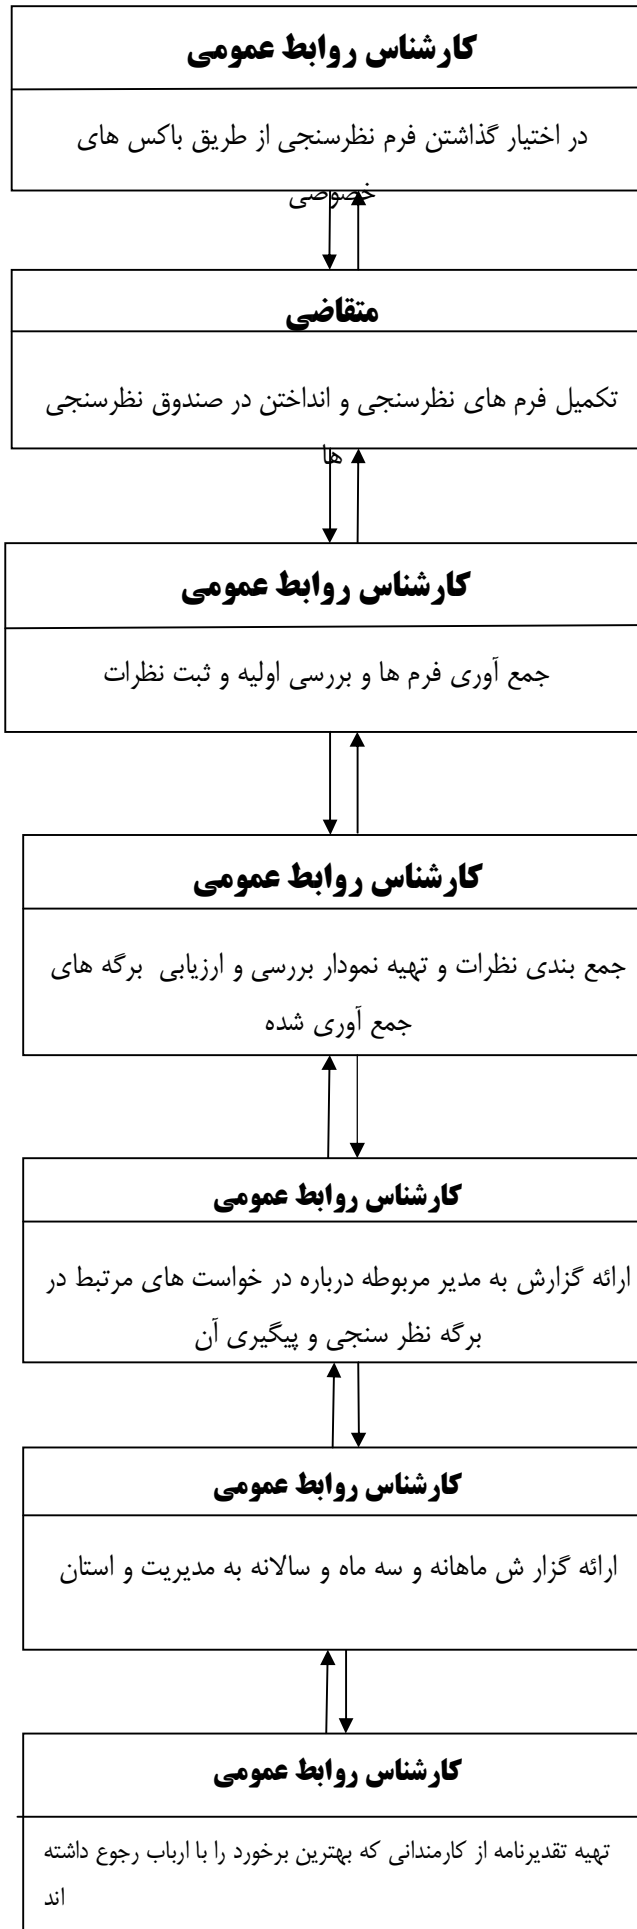 کارشناس روابط عمومی
در اختیار گذاشتن فرم نظرسنجی از طریق باکس های
خصوصی
متقاضی
تکمیل فرم های نظرسنجی و انداختن در صندوق نظرسنجی
ها
کارشناس روابط عمومی
جمع آوری فرم ها و بررسی اولیه و ثبت نظرات
کارشناس روابط عمومی
جمع بندی نظرات و تهیه نمودار بررسی و ارزیابی برگه های
جمع آوری شده
کارشناس روابط عمومی
ارائه گزارش به مدیر مربوطه درباره در خواست های مرتبط در
برگه نظر سنجی و پیگیری آن
کارشناس روابط عمومی
ارائه گزار ش ماهانه و سه ماه و سالانه به مدیریت و استان
کارشناس روابط عمومی
تهیه تقدیرنامه از کارمندانی که بهترین برخورد را با ارباب رجوع داشته
اند